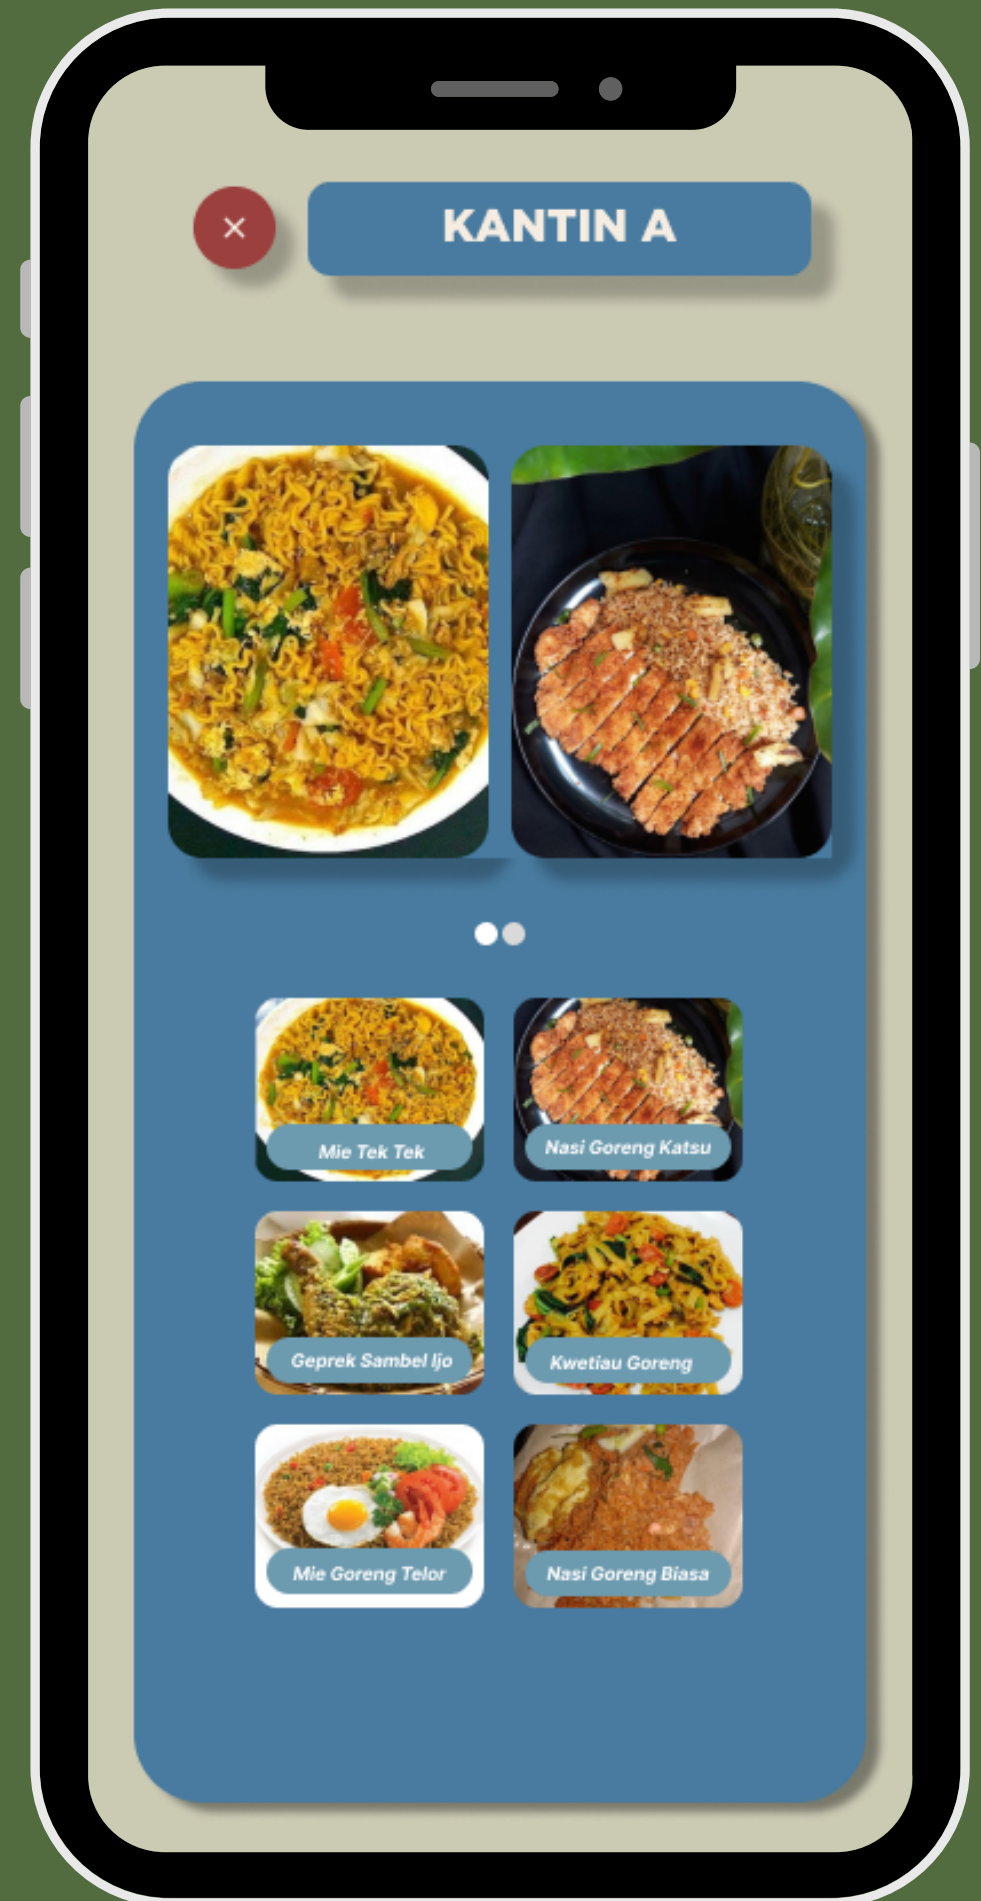 KANTIN A
Mie Tek Tek
Nasi Goreng Katsu
Geprek Sambel Ijo
Kwetiau Goreng
Mie Goreng Telor
Nasi Goreng Biasa